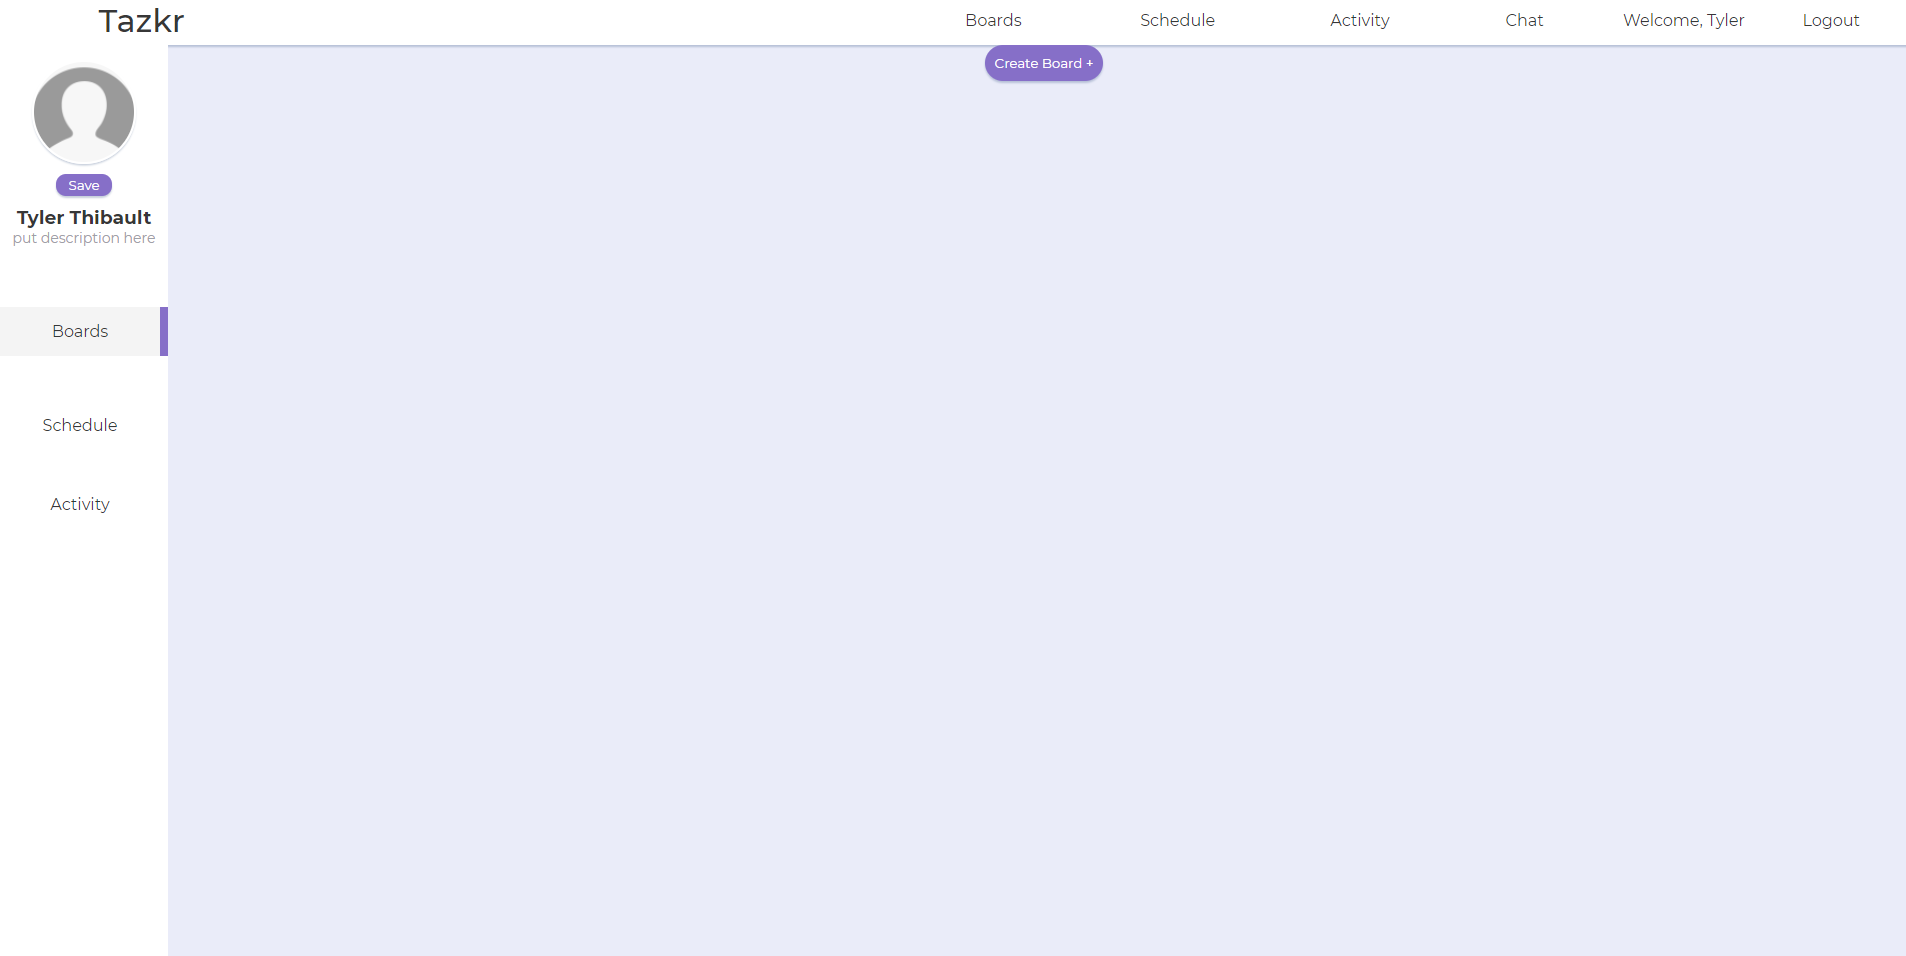 Tazkr
Boards
Schedule
Activity
Chat
Welcome, Tyler
Logout
Create Board +
Save
Tyler Thibault
put description here
Boards
Schedule
Activity